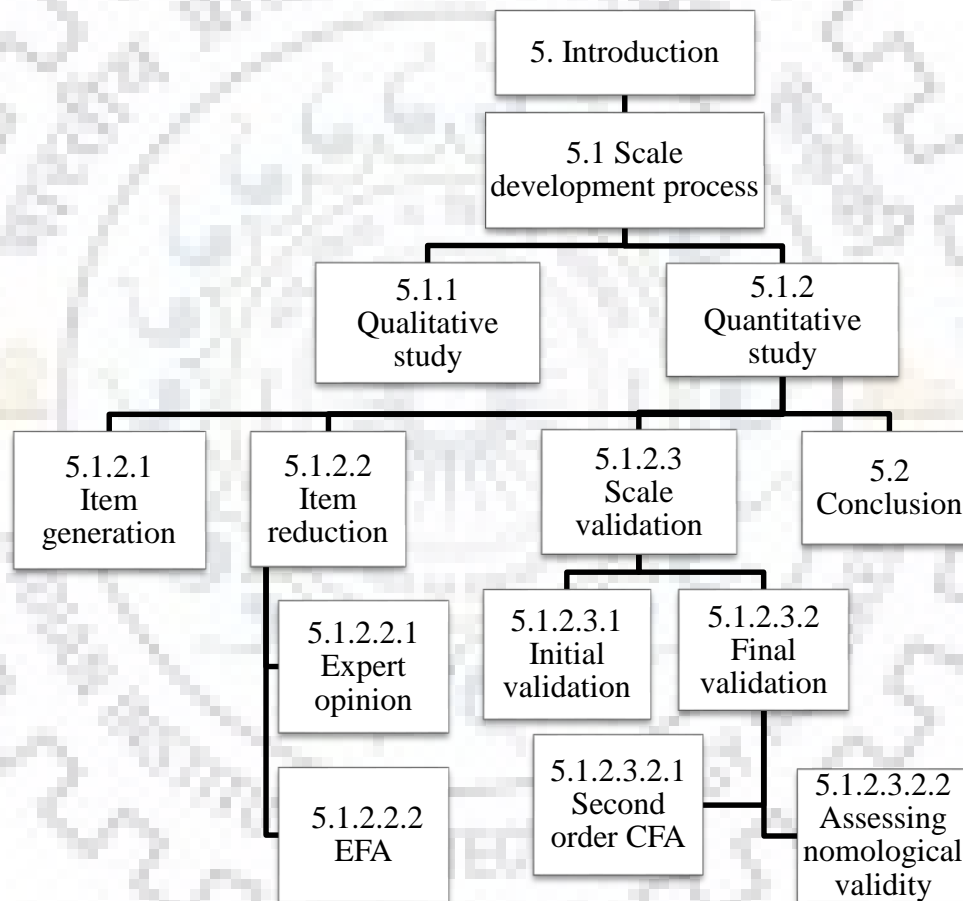 5. Introduction
5.1 Scale
development process
5.1.1
Qualitative
study
5.1.2
Quantitative
study
5.1.2.1
Item
generation
5.1.2.2
Item
reduction
5.1.2.3
Scale
validation
5.2
Conclusion
5.1.2.2.1
Expert
opinion
5.1.2.3.1
Initial
validation
5.1.2.3.2
Final
validation
5.1.2.2.2
EFA
5.1.2.3.2.1
Second
order CFA
5.1.2.3.2.2
Assessing
nomological
validity